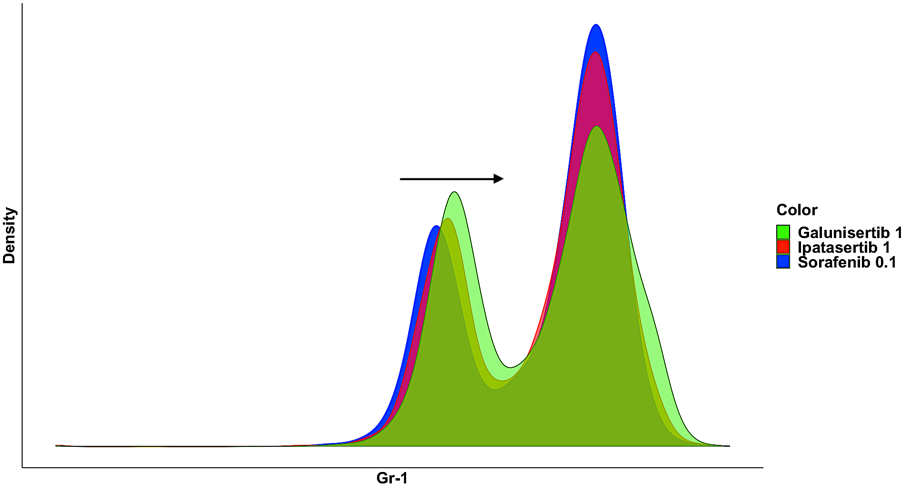 Density
Gr-1
Color
Galunisertib 1
Ipatasertib 1
Sorafenib 0.1